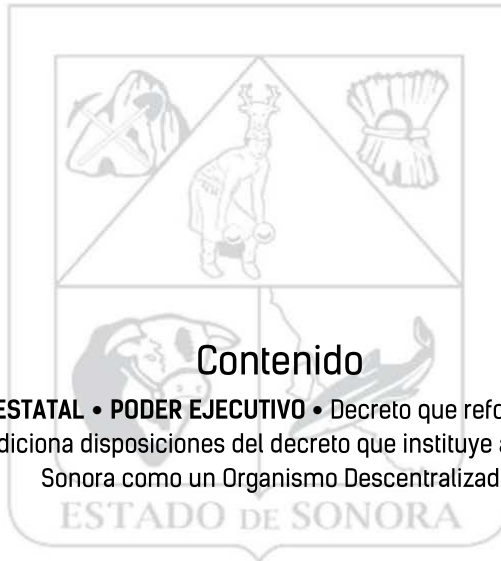 Contenido
ESTATAL • PODER EJECUTIVO • Decreto que refo
diciona disposiciones del decreto que instituye a
Sonora como un Organismo Descentralizad
ESTADO DE SONORA